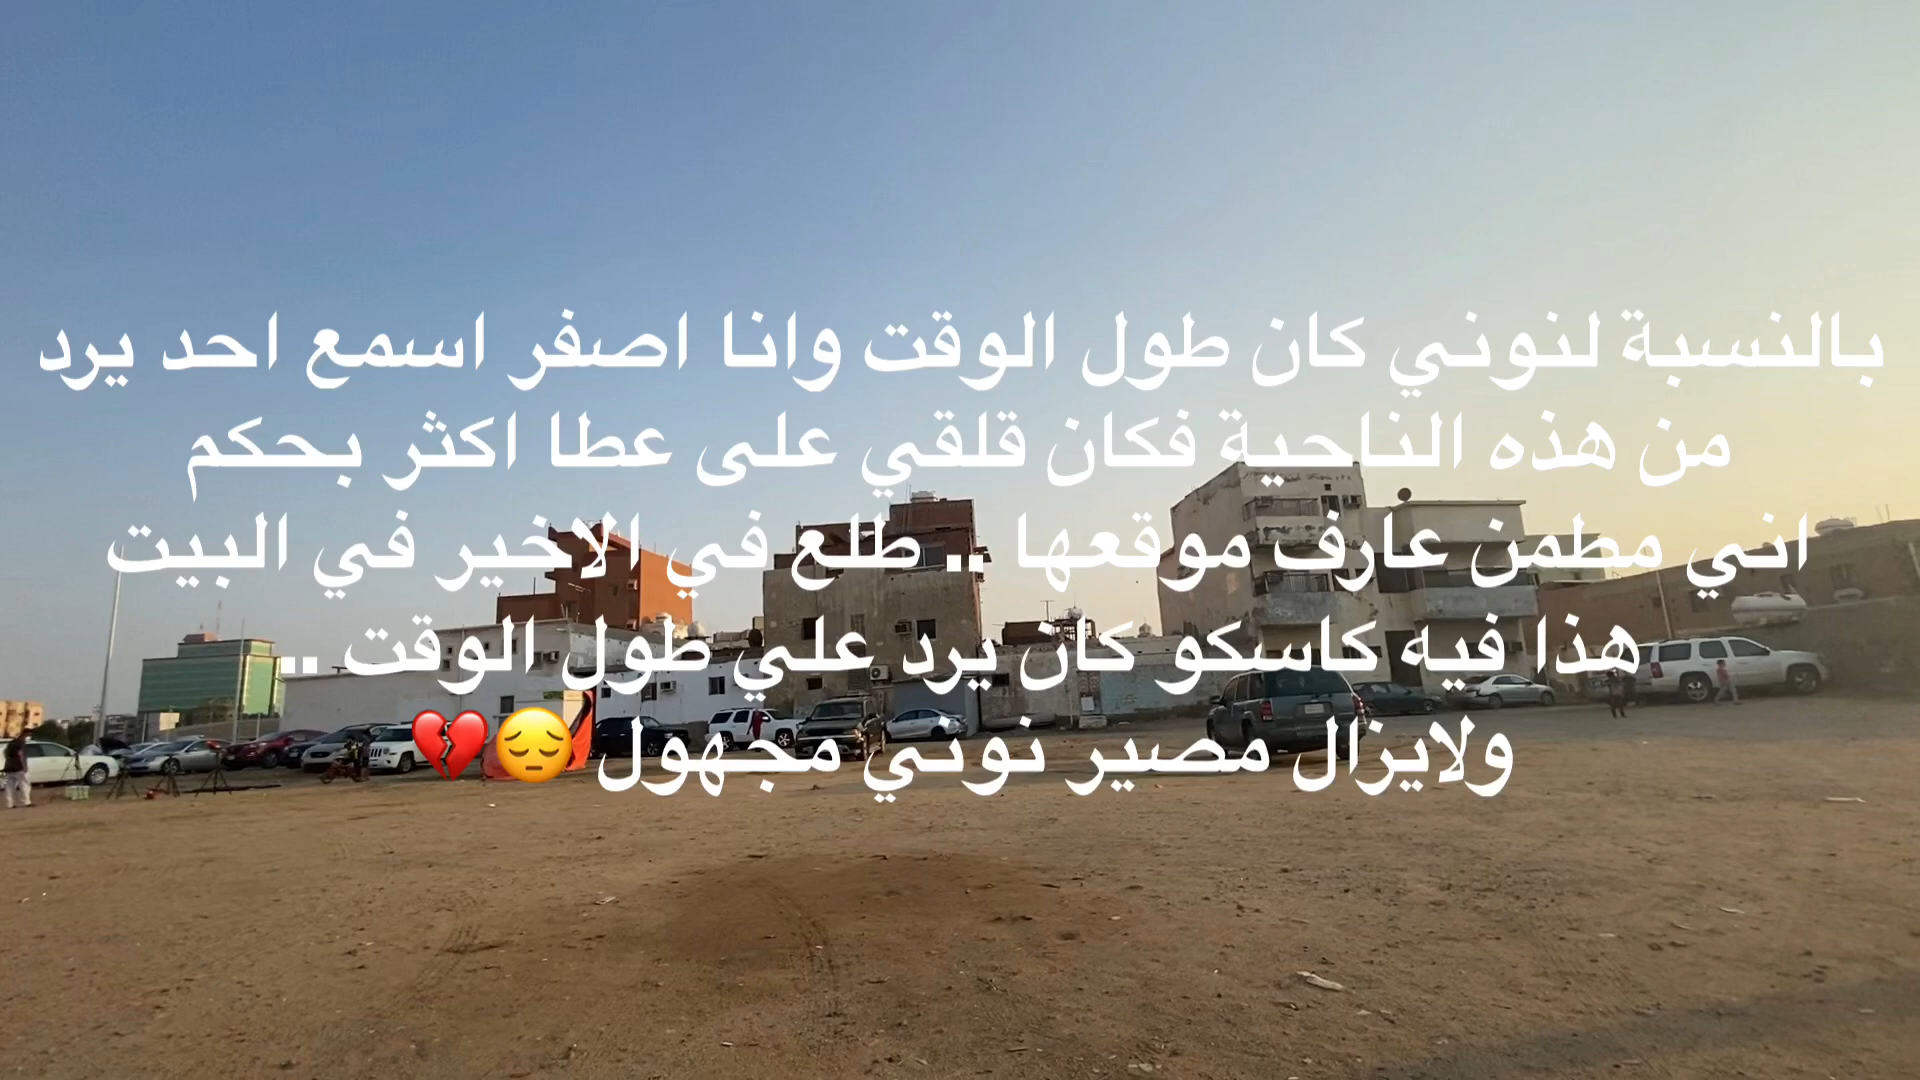 بالنسبة لنوني كان طول الوقت وانا اصفر اسمع احد يرد
من هذه الناحية فكان قلقي على عطا اكثر بحكم
اني مطمن عارف موقعها .. طلع في الاخير في البيت
هذا فيه كاسكو كان يرد علي طول الوقت ..
ولايزال مصير نوني مجهول 😔💔